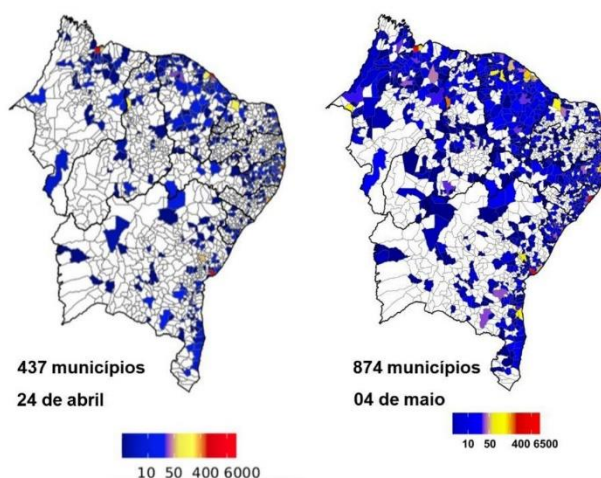 437 municípios
24 de abril
10 50 400 6000
874 municípios
04 de maio
10 50 400 6500